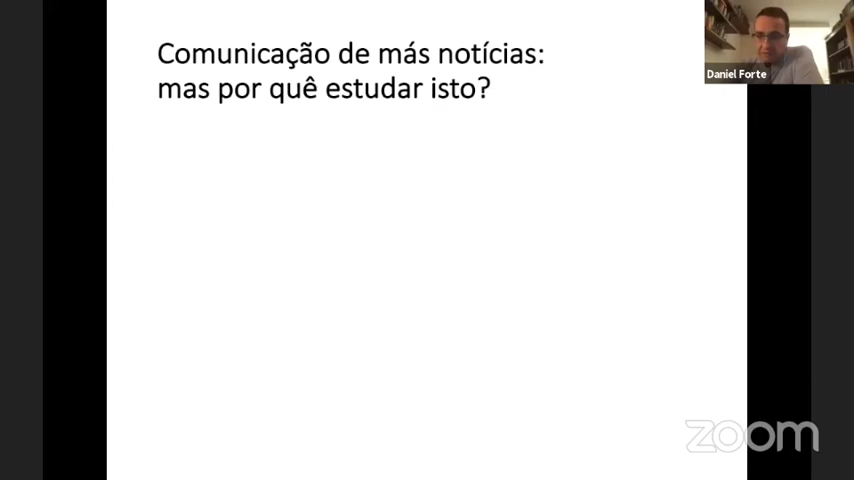 Comunicação de más notícias:
mas por quê estudar isto?
Daniel Forte
zoom